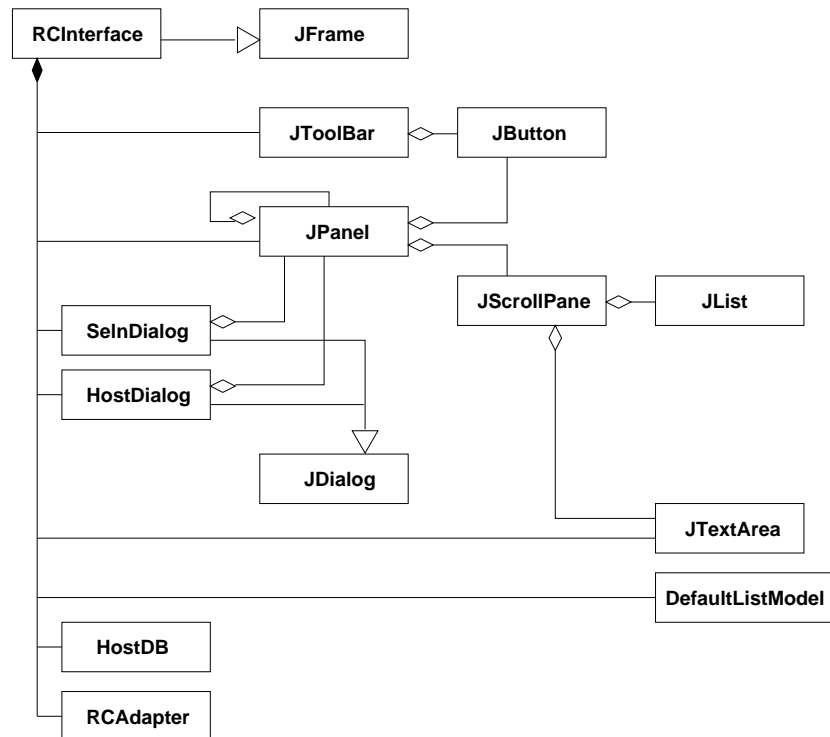 RCInterface
JFrame
JToolBar
JButton
JPanel
JScrollPane
JList
SelnDialog
HostDialog
JDialog
JTextArea
DefaultListModel
HostDB
RCAdapter